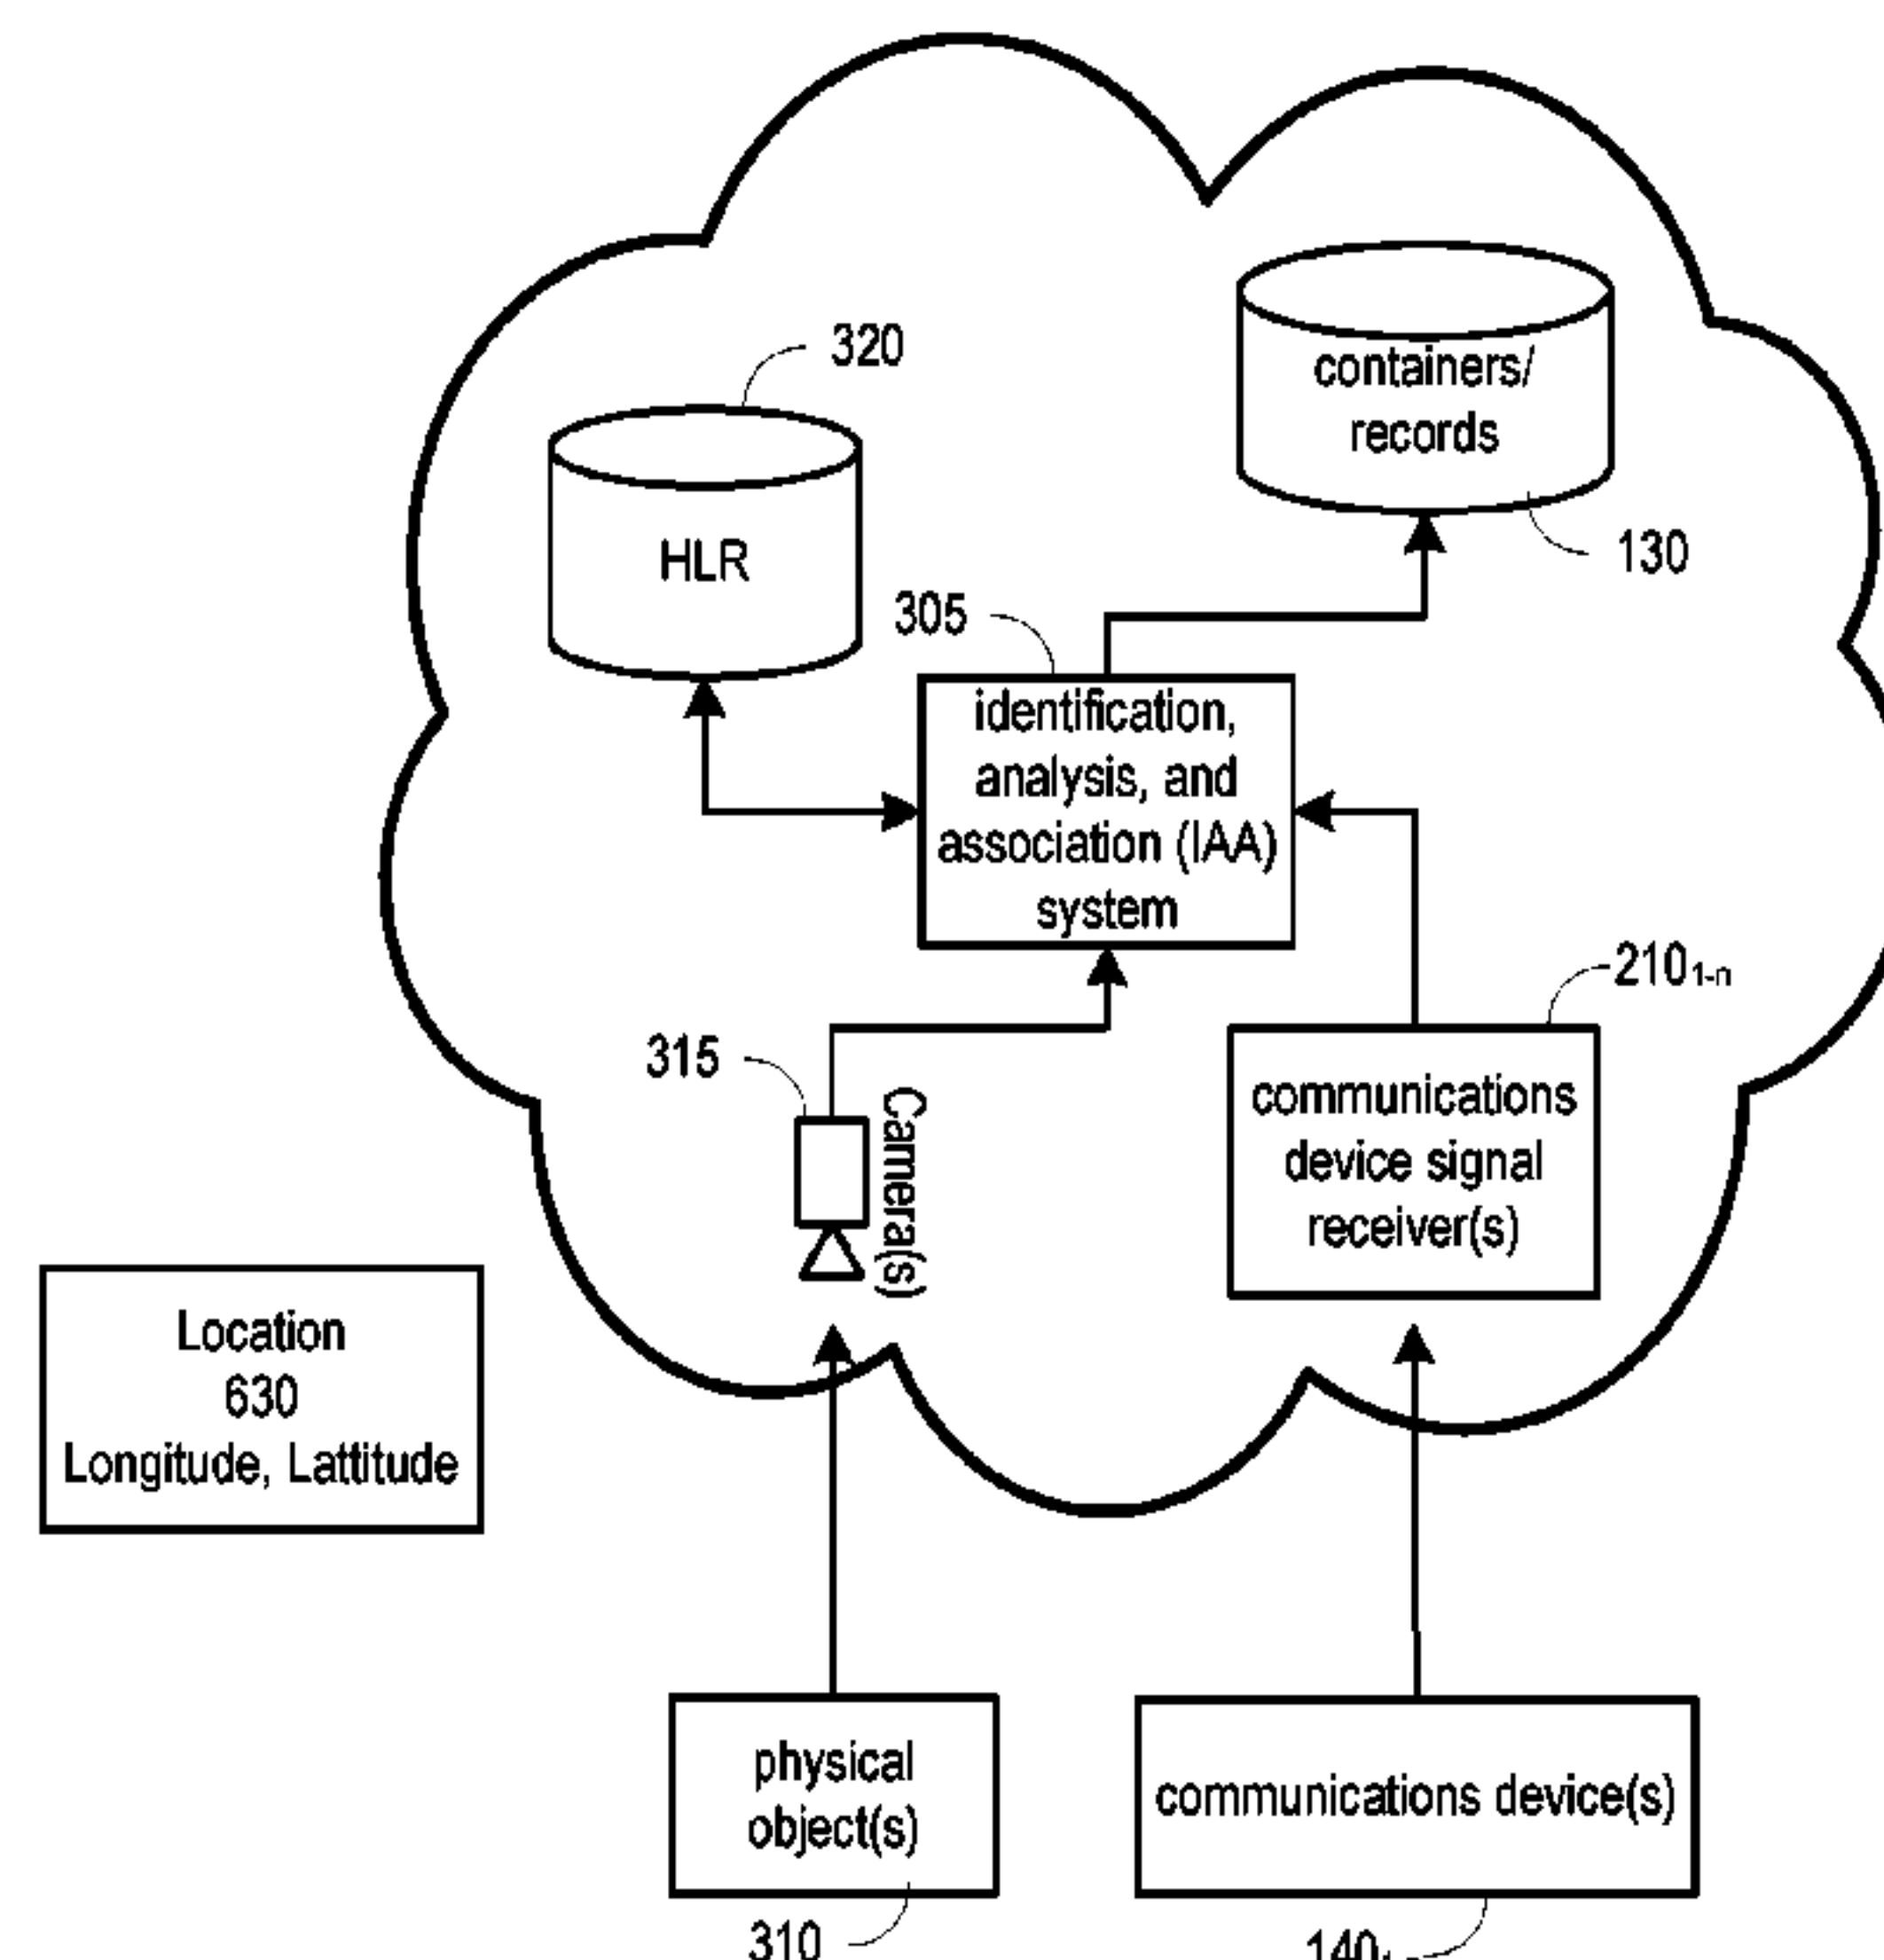 320
containers/
records
HLR
130
305
identification,
analysis, and
association (IAA)
system
2101-n
315
Camera(s)
communications
device signal
receiver(s)
Location
630
Longitude, Lattitude
physical
object(s)
communications device(s)
310
140